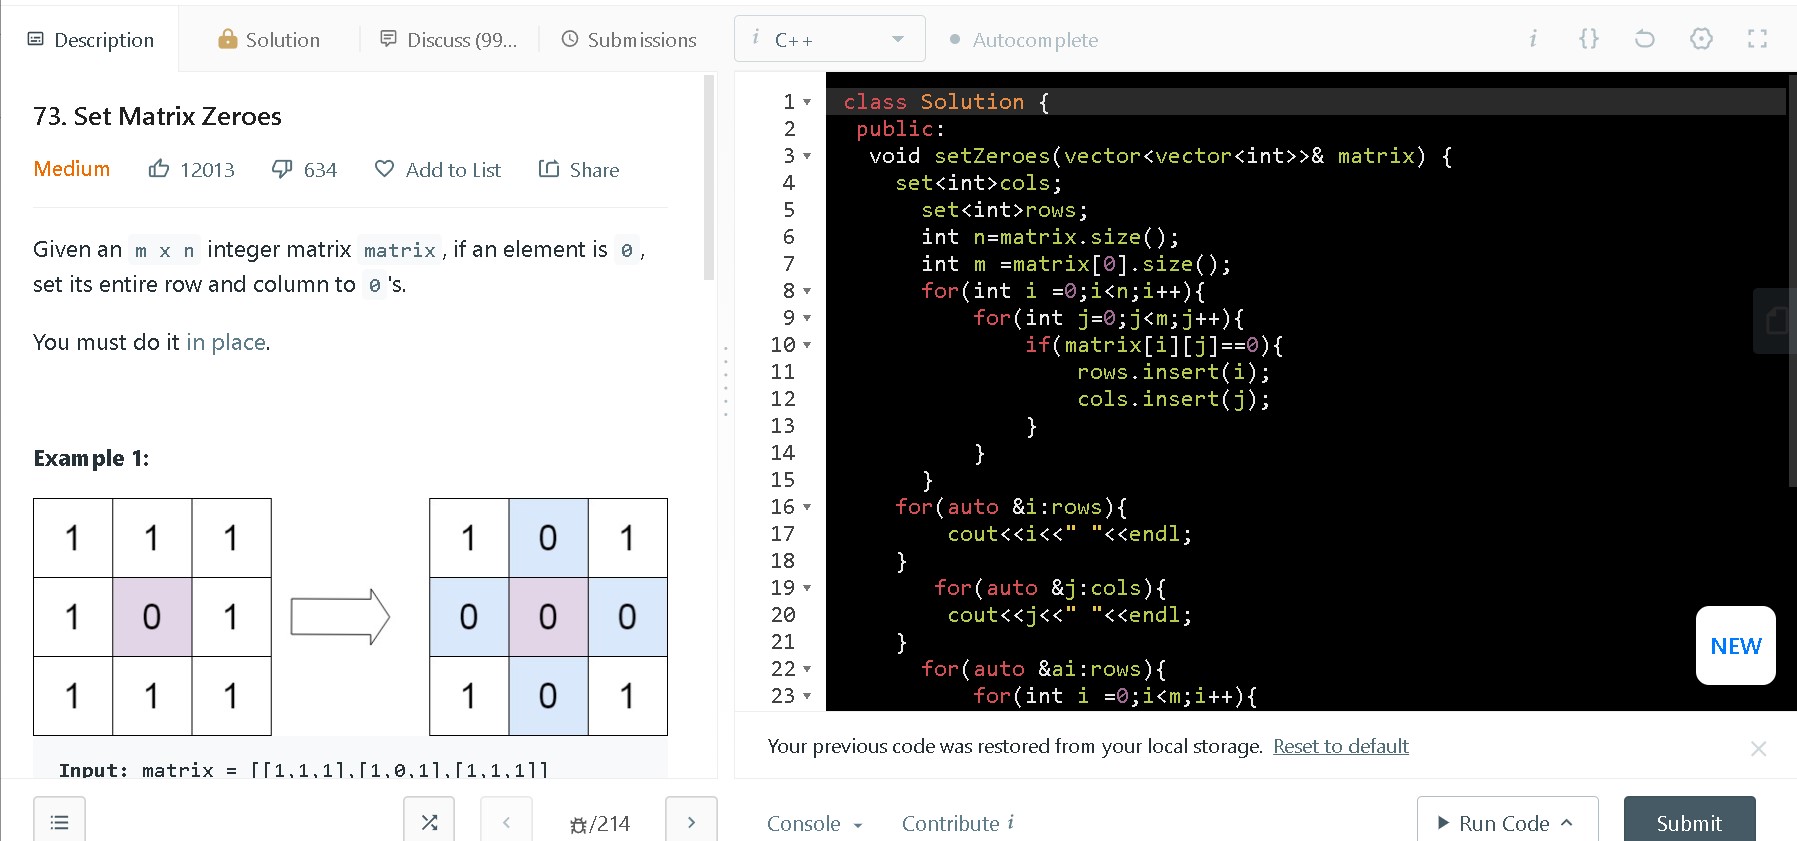 Description
Solution
Discuss (99...
Submissions
i C++
Autocomplete
i {}
73. Set Matrix Zeroes
Medium 12013 634 Add to List Share
Given an m x n integer matrix matrix , if an element is 0 ,
set its entire row and column to 0 's.
You must do it in place.
Example 1:
1 1 1 1 0 1
1 0 1 0 0 0
1 1 1 1 0 1
Input: matrix = [[1,1,1],[1,0,1],[1,1,1]]
/214
1 class Solution {
2 public:
3 void setZeroes(vector<vector<int>>& matrix) {
4 set<int>cols;
5 set<int>rows;
6 int n=matrix.size();
7 int m =matrix[0].size();
8 for(int i =0;i<n;i++){
9 for(int j=0;j<m;j++){
10 if(matrix[i][j]==0){
11 rows.insert(i);
12 cols.insert(j);
13 }
14 }
15 }
16 for(auto &i:rows){
17 cout<<i<<" "<<endl;
18 }
19 for(auto &j:cols){
20 cout<<j<<" "<<endl;
21 }
22 for(auto &ai:rows){
23 for(int i =0;i<m;i++){
NEW
Your previous code was restored from your local storage. Reset to default
Console
Contribute i
Run Code
Submit